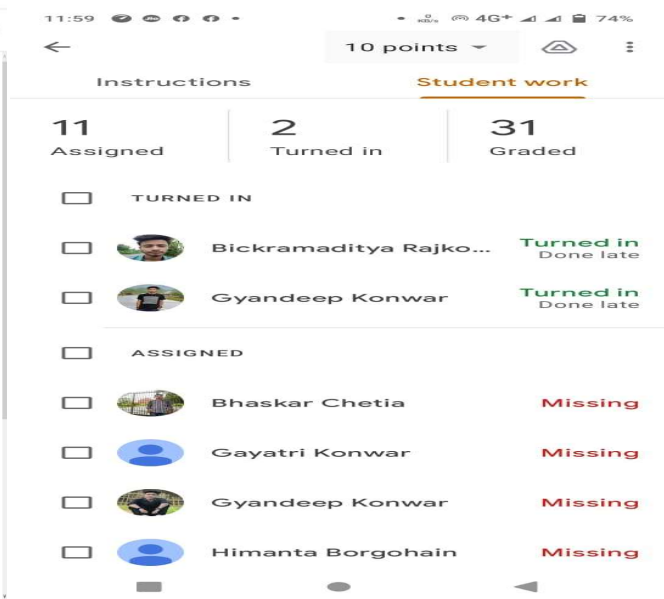 11:59 4G+ 74%
10 points
Instructions Student work
11 2 31
Assigned Turned in Graded
TURNED IN
Bickramaditya Rajko... Turned in
Done late
Gyandeep Konwar Turned in
Done late
ASSIGNED
Bhaskar Chetia Missing
Gayatri Konwar Missing
Gyandeep Konwar Missing
Himanta Borgohain Missing